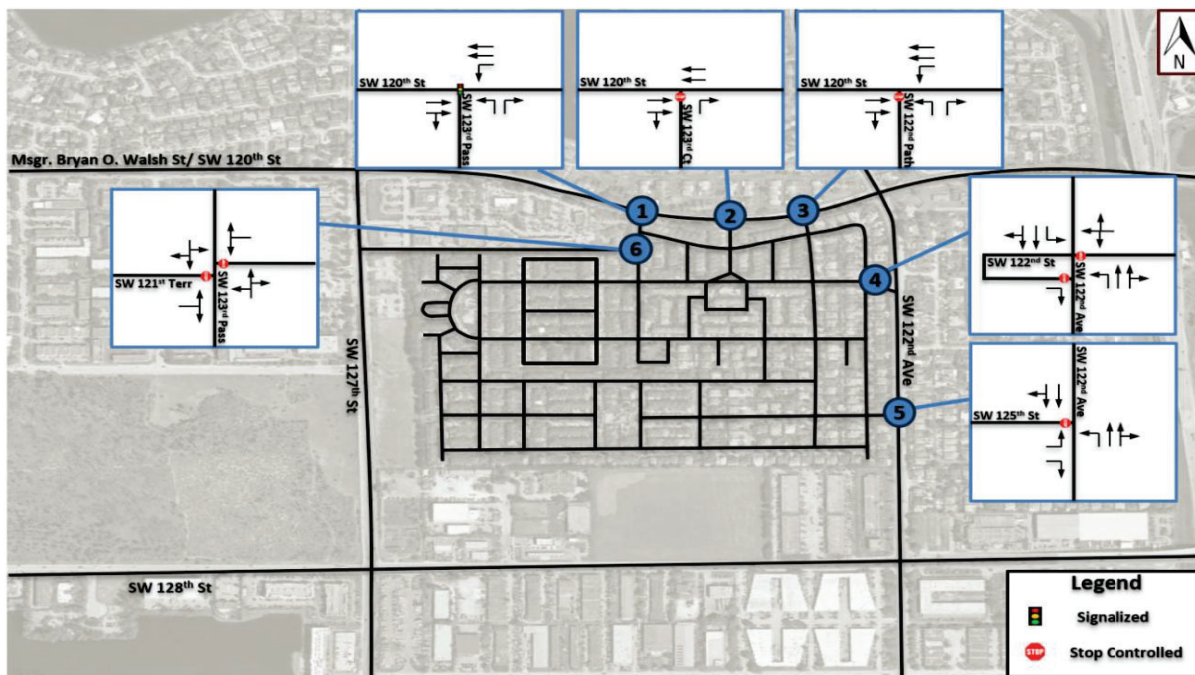 N
SW 120th St
SW 123rd Pass
SW 120th St
SW 123rd Ct
SW 120th St
SW 122nd Path
Msgr. Bryan O. Walsh St/ SW 120th St
1
2
3
6
SW 121st Terr
SW 123rd Pass
SW 122nd St
SW 122nd Ave
4
SW 127th St
SW 122nd AVe
5
SW 125th St
SW 122nd Ave
SW 128th St
Legend
Signalized
STOP
Stop Controlled